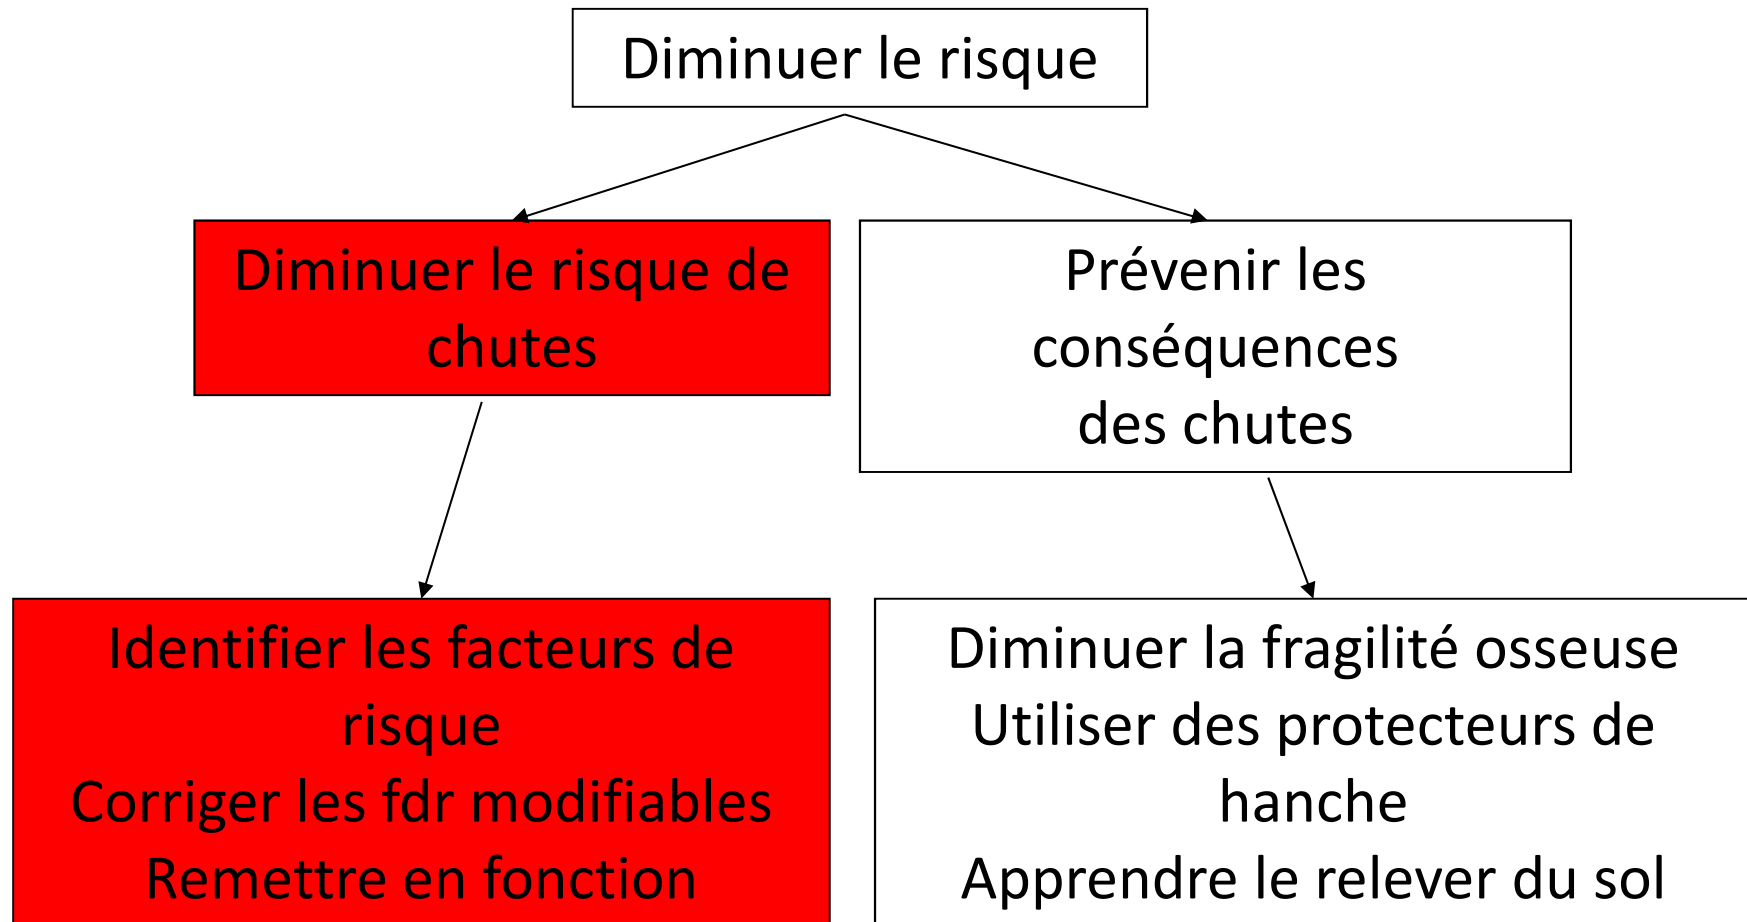 Diminuer le risque
Diminuer le risque de
chutes
Prévenir les
conséquences
des chutes
Identifier les facteurs de
risque
Corriger les fdr modifiables
Remettre en fonction
Diminuer la fragilité osseuse
Utiliser des protecteurs de
hanche
Apprendre le relever du sol